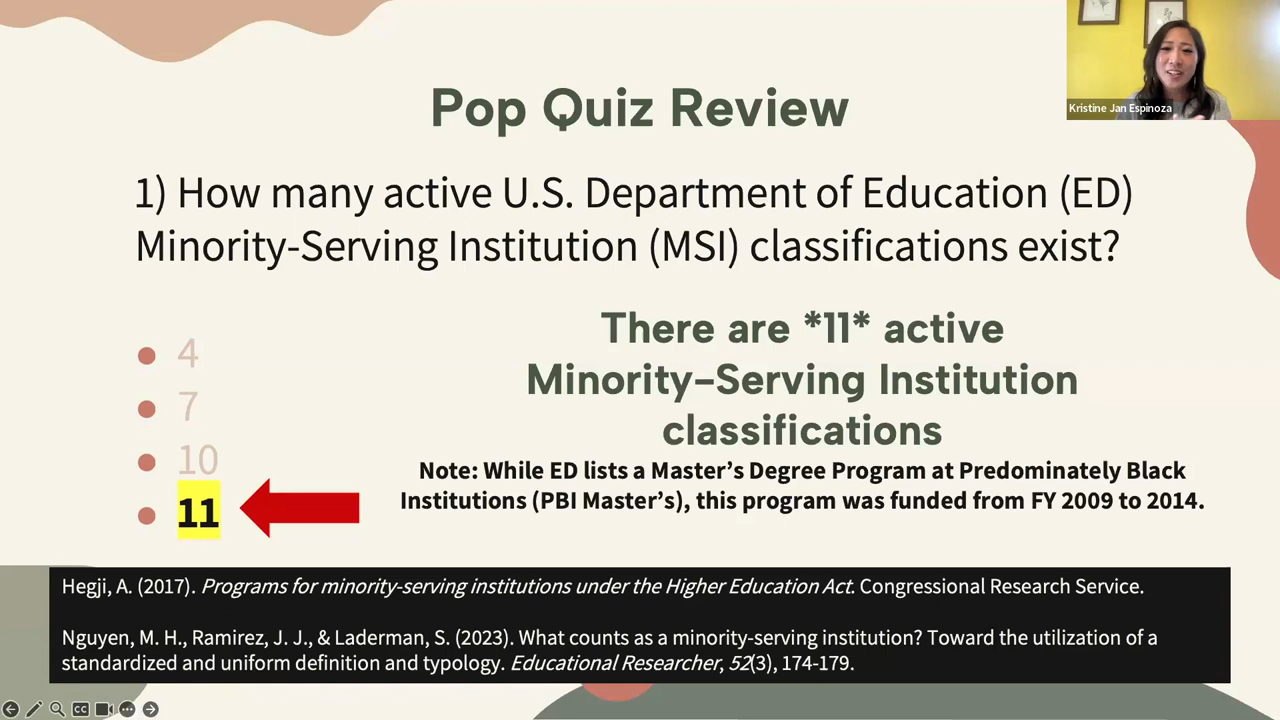 Kristine Jan Espinoza
Pop Quiz Review
1) How many active U.S. Department of Education (ED)
Minority-Serving Institution (MSI) classifications exist?
4
7
10
11
There are *11* active
Minority-Serving Institution
classifications
Note: While ED lists a Master's Degree Program at Predominately Black
Institutions (PBI Master's), this program was funded from FY 2009 to 2014.
Hegji, A. (2017). Programs for minority-serving institutions under the Higher Education Act. Congressional Research Service.
Nguyen, M. H., Ramirez, J. J., & Laderman, S. (2023). What counts as a minority-serving institution? Toward the utilization of a
standardized and uniform definition and typology. Educational Researcher, 52(3), 174-179.
CC